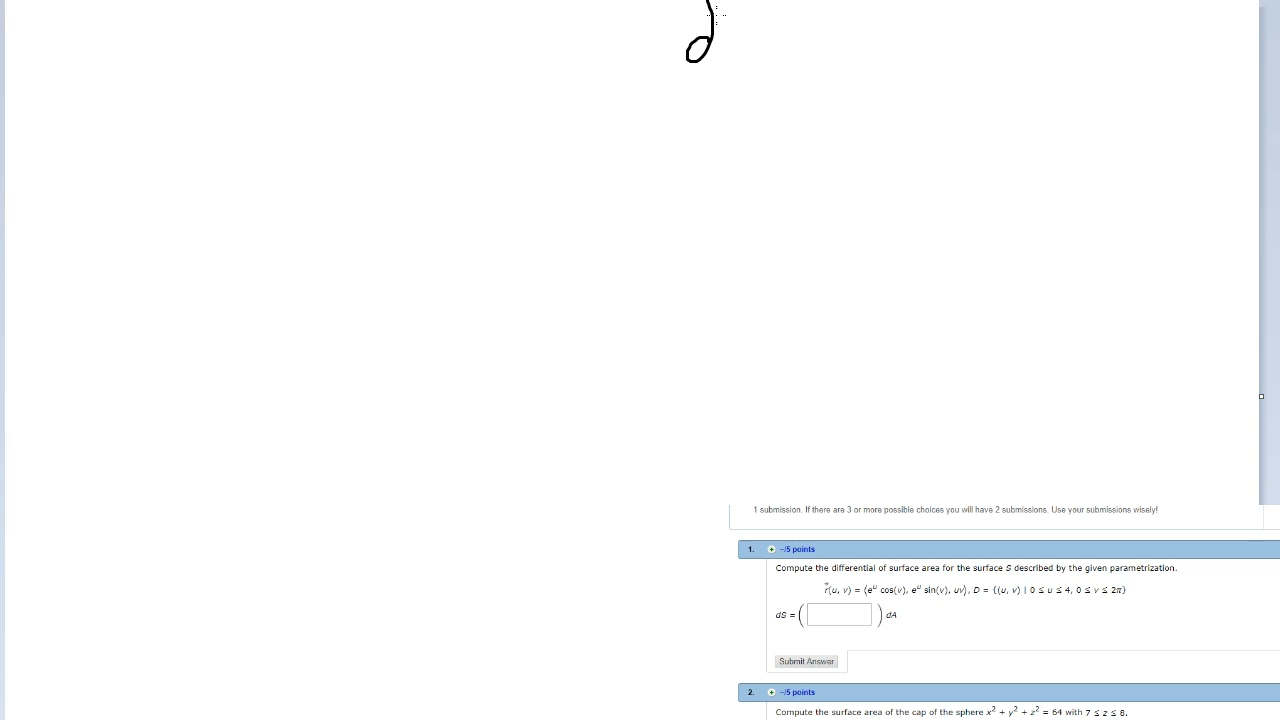 1 submission. If there are 3 or more possible choices you will have 2 submissions. Use your submissions wisely!
1. + –/5 points
Compute the differential of surface area for the surface S described by the given parametrization.
r⃗(u, v) = ⟨eᵘ cos(v), eᵘ sin(v), uv⟩, D = {(u, v) | 0 ≤ u ≤ 4, 0 ≤ v ≤ 2π}
dS = ( ) dA
Submit Answer
2. + –/5 points
Compute the surface area of the cap of the sphere x² + y² + z² = 64 with 7 ≤ z ≤ 8.